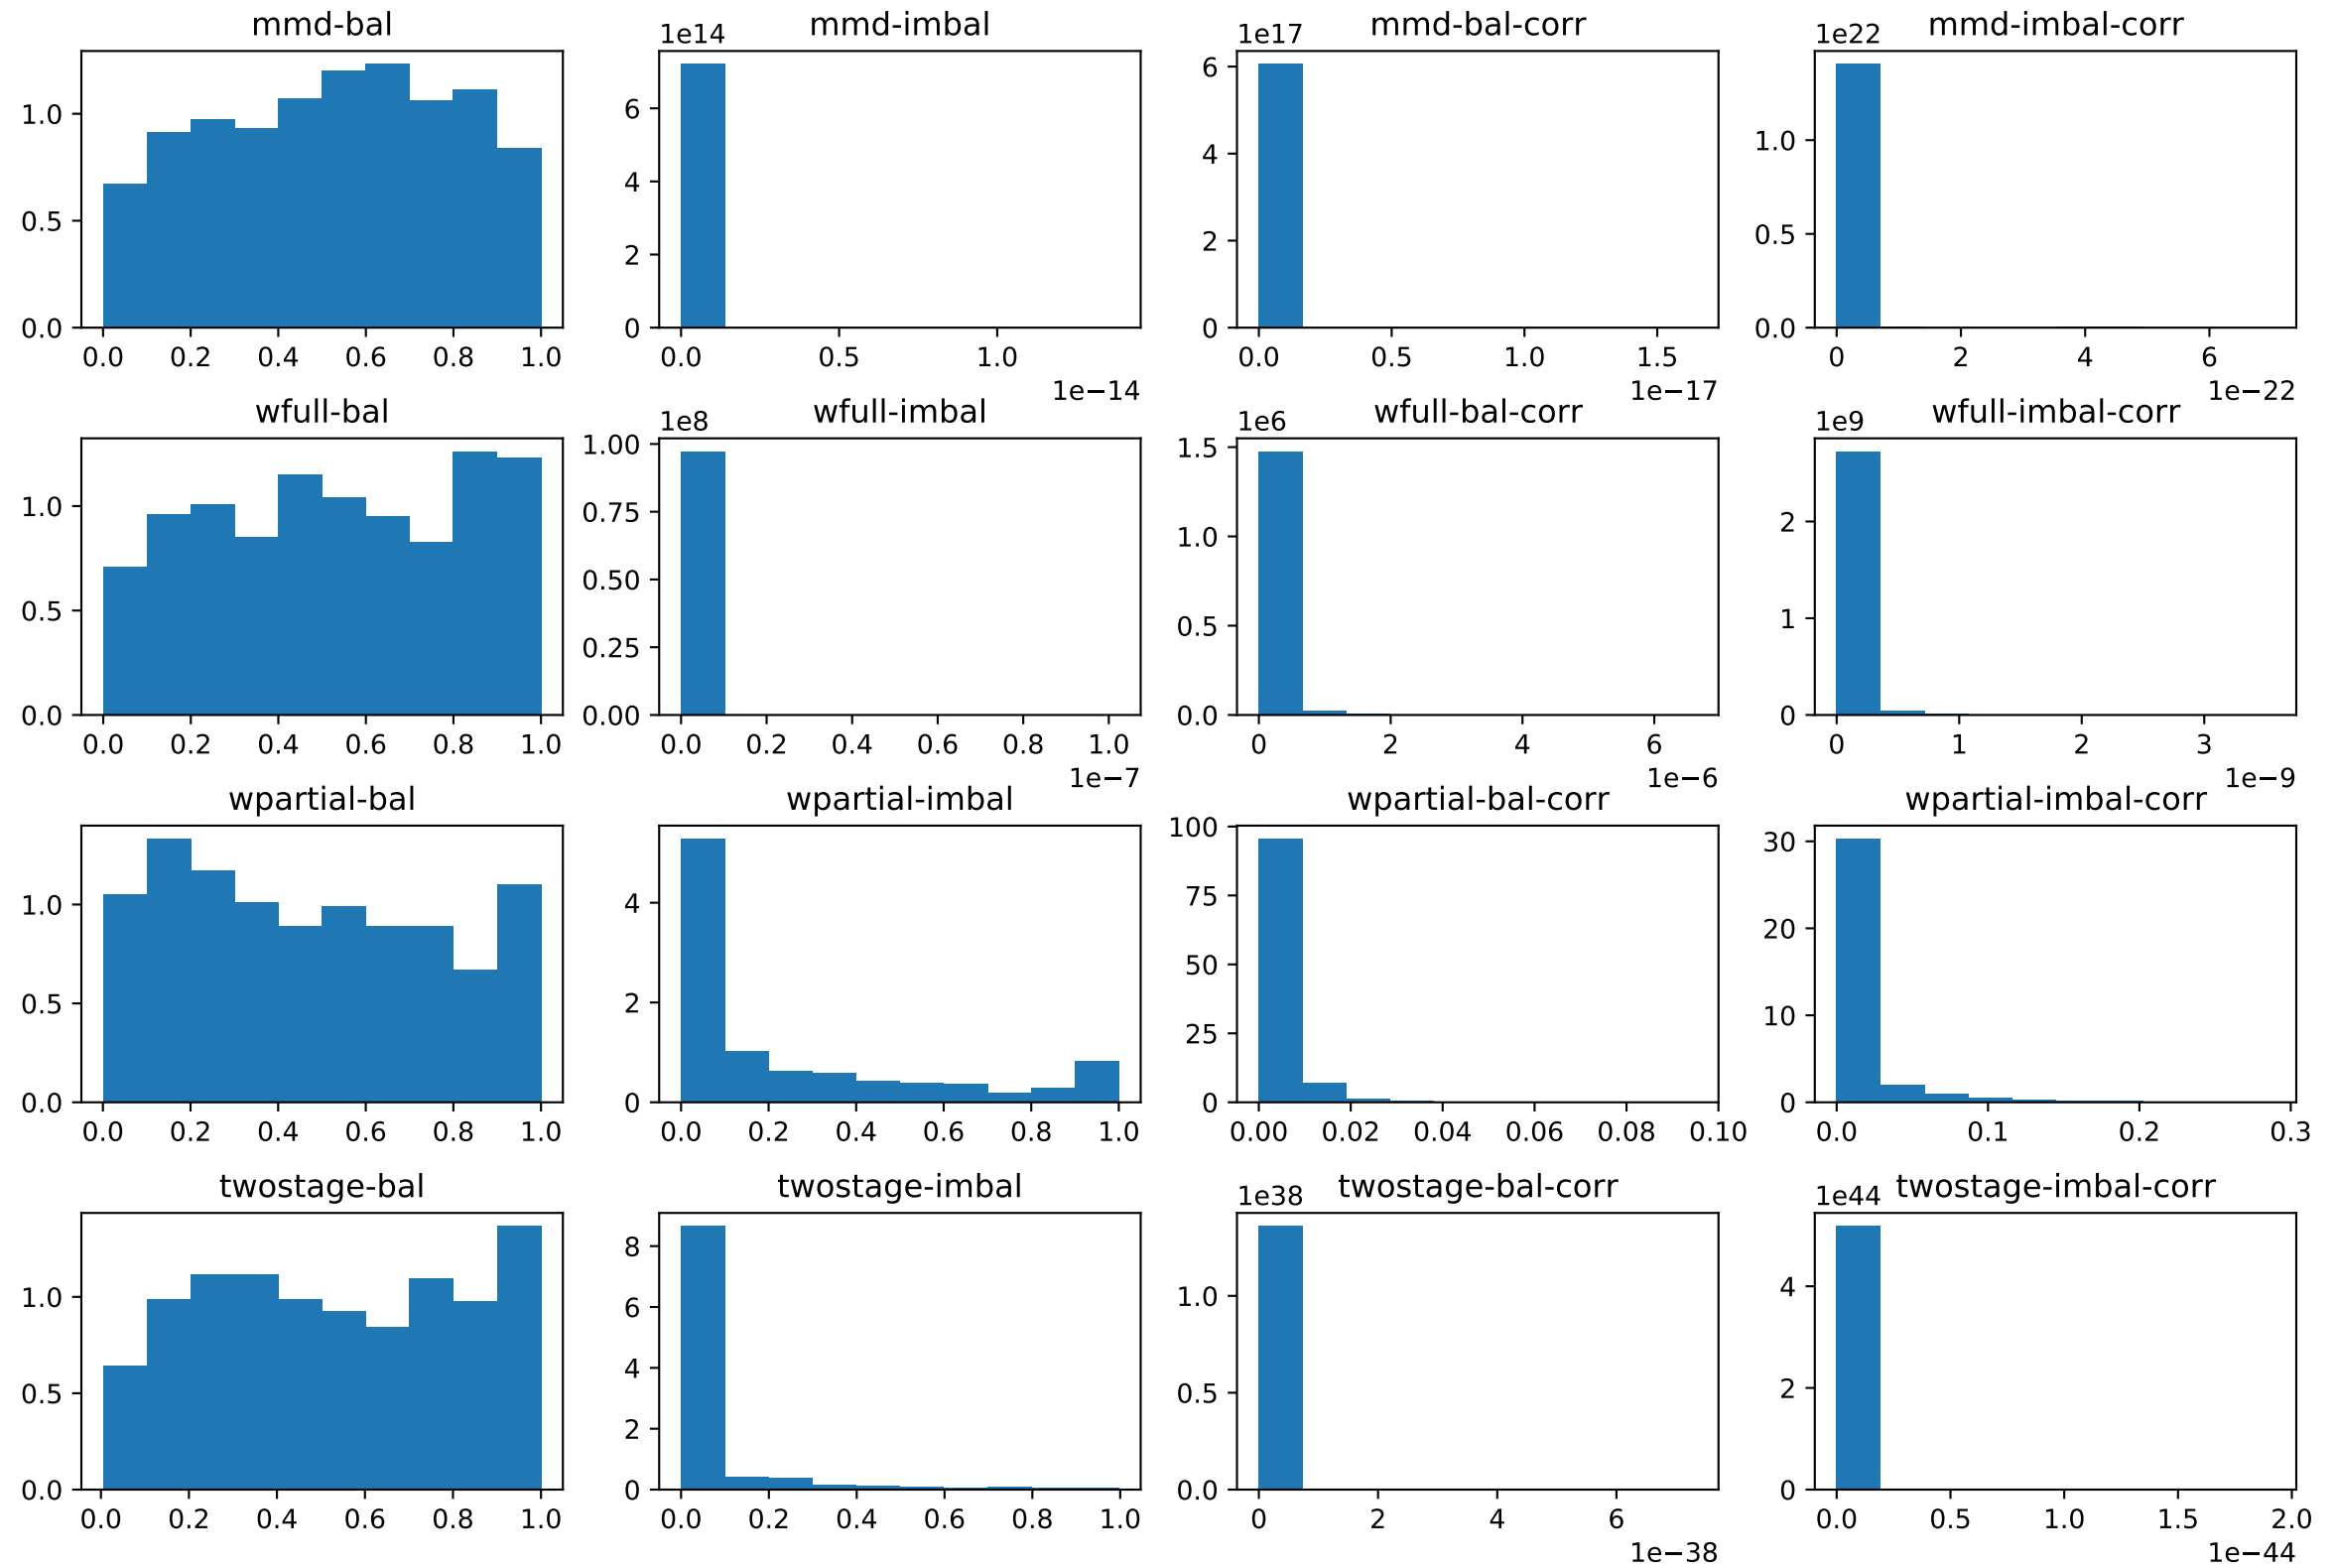 mmd-bal
0.0 0.5 1.0
0.0 0.2 0.4 0.6 0.8 1.0
mmd-imbal
1e14
0 2 4 6
0.0 0.5 1.0
1e−14
mmd-bal-corr
1e17
0 2 4 6
0.0 0.5 1.0 1.5
1e−17
mmd-imbal-corr
1e22
0.0 0.5 1.0
0 2 4 6
1e−22
wfull-bal
0.0 0.5 1.0
0.0 0.2 0.4 0.6 0.8 1.0
wfull-imbal
1e8
0.00 0.25 0.50 0.75 1.00
0.0 0.2 0.4 0.6 0.8 1.0
1e−7
wfull-bal-corr
1e6
0.0 0.5 1.0 1.5
0 2 4 6
1e−6
wfull-imbal-corr
1e9
0 1 2
0 1 2 3
1e−9
wpartial-bal
0.0 0.5 1.0
0.0 0.2 0.4 0.6 0.8 1.0
wpartial-imbal
0 2 4
0.0 0.2 0.4 0.6 0.8 1.0
wpartial-bal-corr
0 25 50 75 100
0.00 0.02 0.04 0.06 0.08 0.10
wpartial-imbal-corr
0 10 20 30
0.0 0.1 0.2 0.3
twostage-bal
0.0 0.5 1.0
0.0 0.2 0.4 0.6 0.8 1.0
twostage-imbal
0 2 4 6 8
0.0 0.2 0.4 0.6 0.8 1.0
twostage-bal-corr
1e38
0.0 0.5 1.0
0 2 4 6
1e−38
twostage-imbal-corr
1e44
0 2 4
0.0 0.5 1.0 1.5 2.0
1e−44